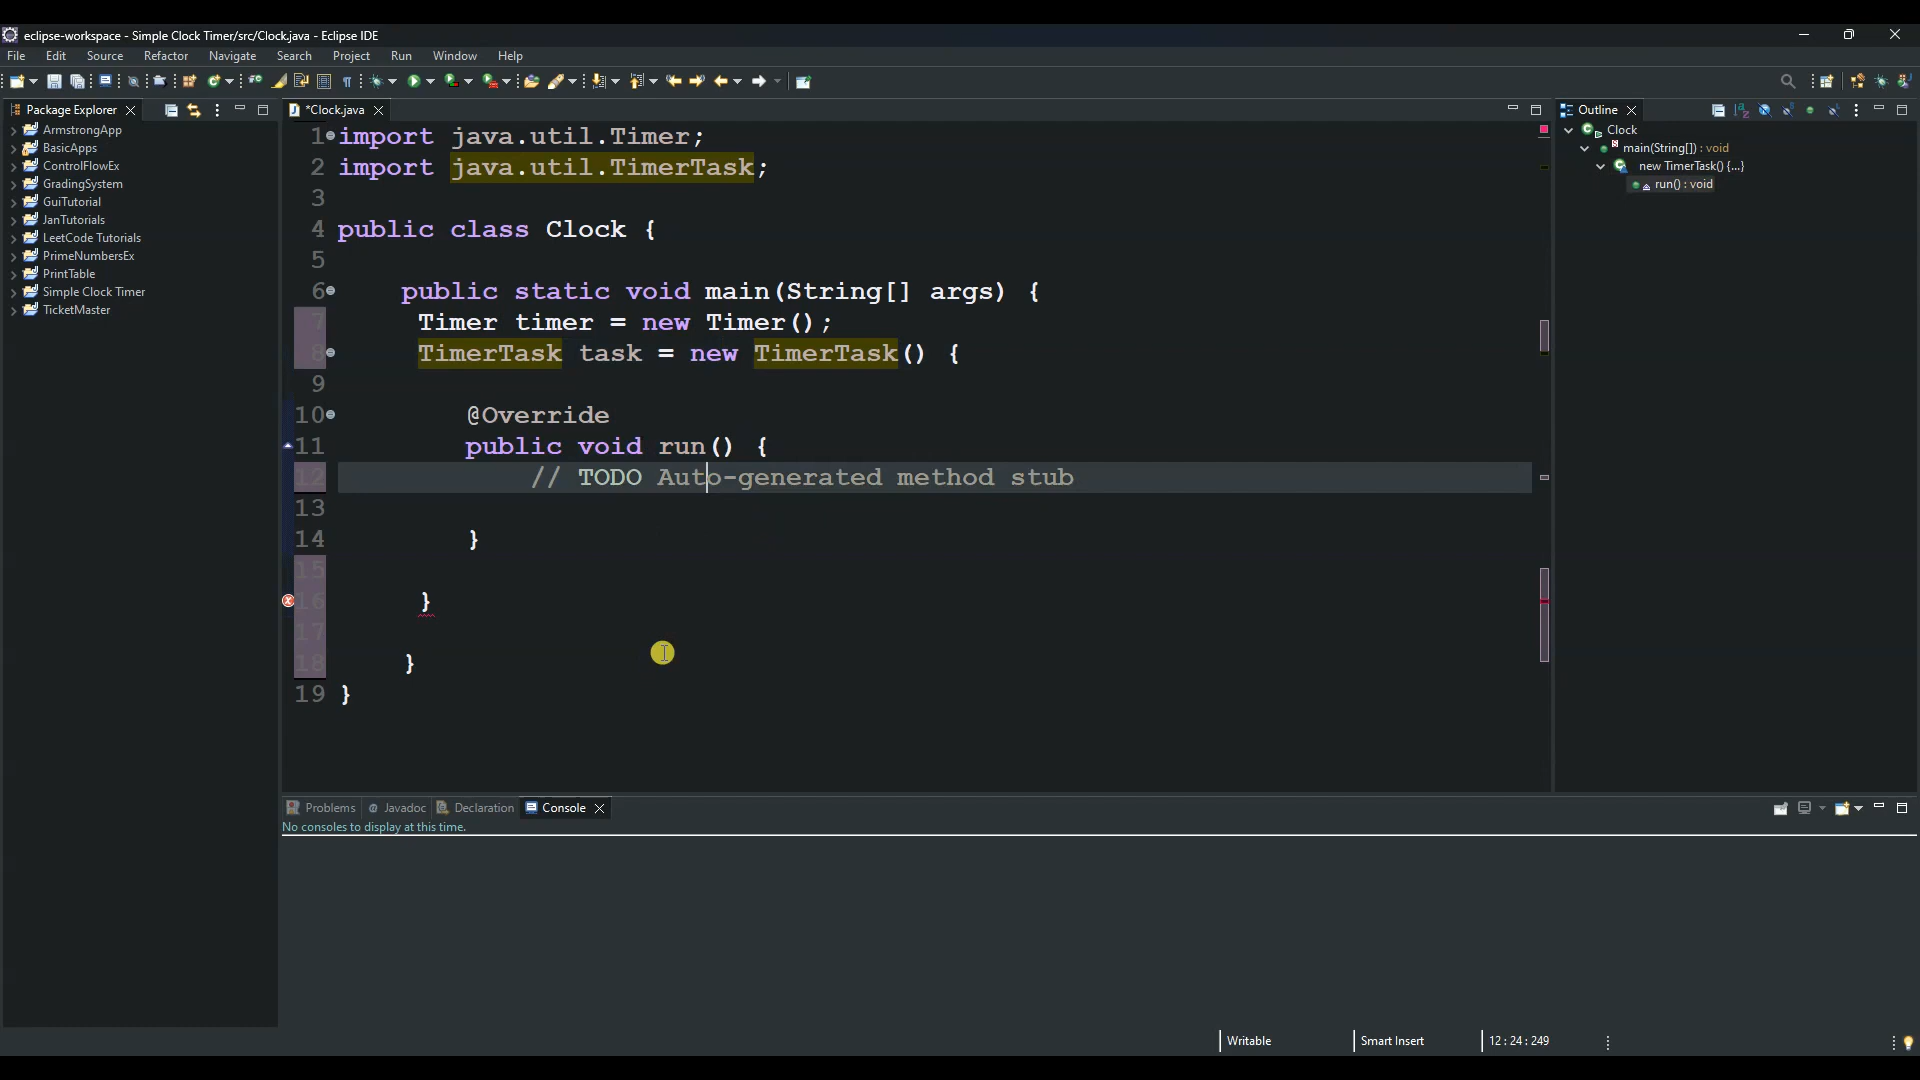 eclipse-workspace - Simple Clock Timer/src/Clock.java - Eclipse IDE
File Edit Source Refactor Navigate Search Project Run Window Help
Package Explorer
ArmstrongApp
BasicApps
ControlFlowEx
GradingSystem
GuiTutorial
JanTutorials
LeetCode Tutorials
PrimeNumbersEx
PrintTable
Simple Clock Timer
TicketMaster
*Clock.java
1 import java.util.Timer;
2 import java.util.TimerTask;
3
4 public class Clock {
5
6 public static void main(String[] args) {
7 Timer timer = new Timer();
8 TimerTask task = new TimerTask() {
9
10 @Override
11 public void run() {
12 // TODO Auto-generated method stub
13
14 }
15
16 }
17
18 }
19 }
Outline
Clock
main(String[]) : void
new TimerTask() {...}
run() : void
Problems Javadoc Declaration Console
No consoles to display at this time.
Writable Smart Insert 12 : 24 : 249